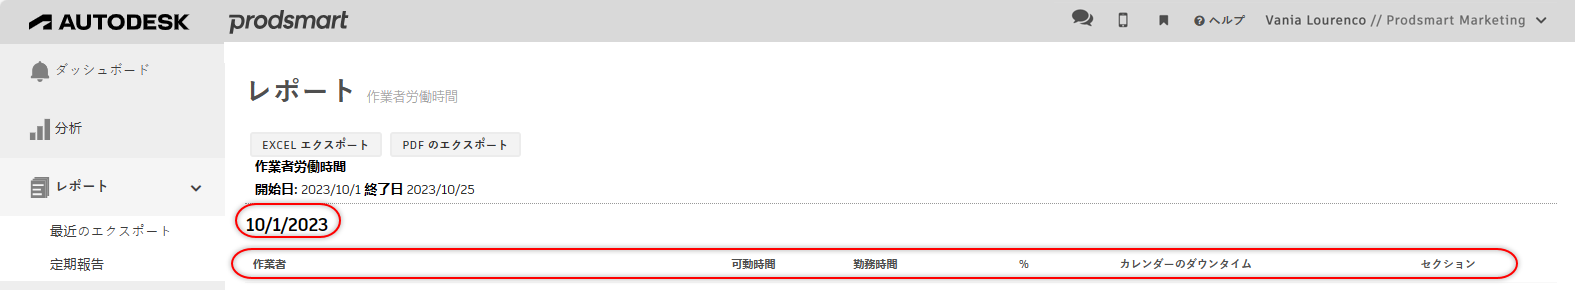 AUTODESK prodsmart ヘルプ Vania Lourenco // Prodsmart Marketing
ダッシュボード
分析
レポート
最近のエクスポート
定期報告
レポート 作業者労働時間
EXCEL エクスポート PDF のエクスポート
作業者労働時間
開始日: 2023/10/1 終了日 2023/10/25
10/1/2023
作業者 可動時間 勤務時間 % カレンダーのダウンタイム セクション